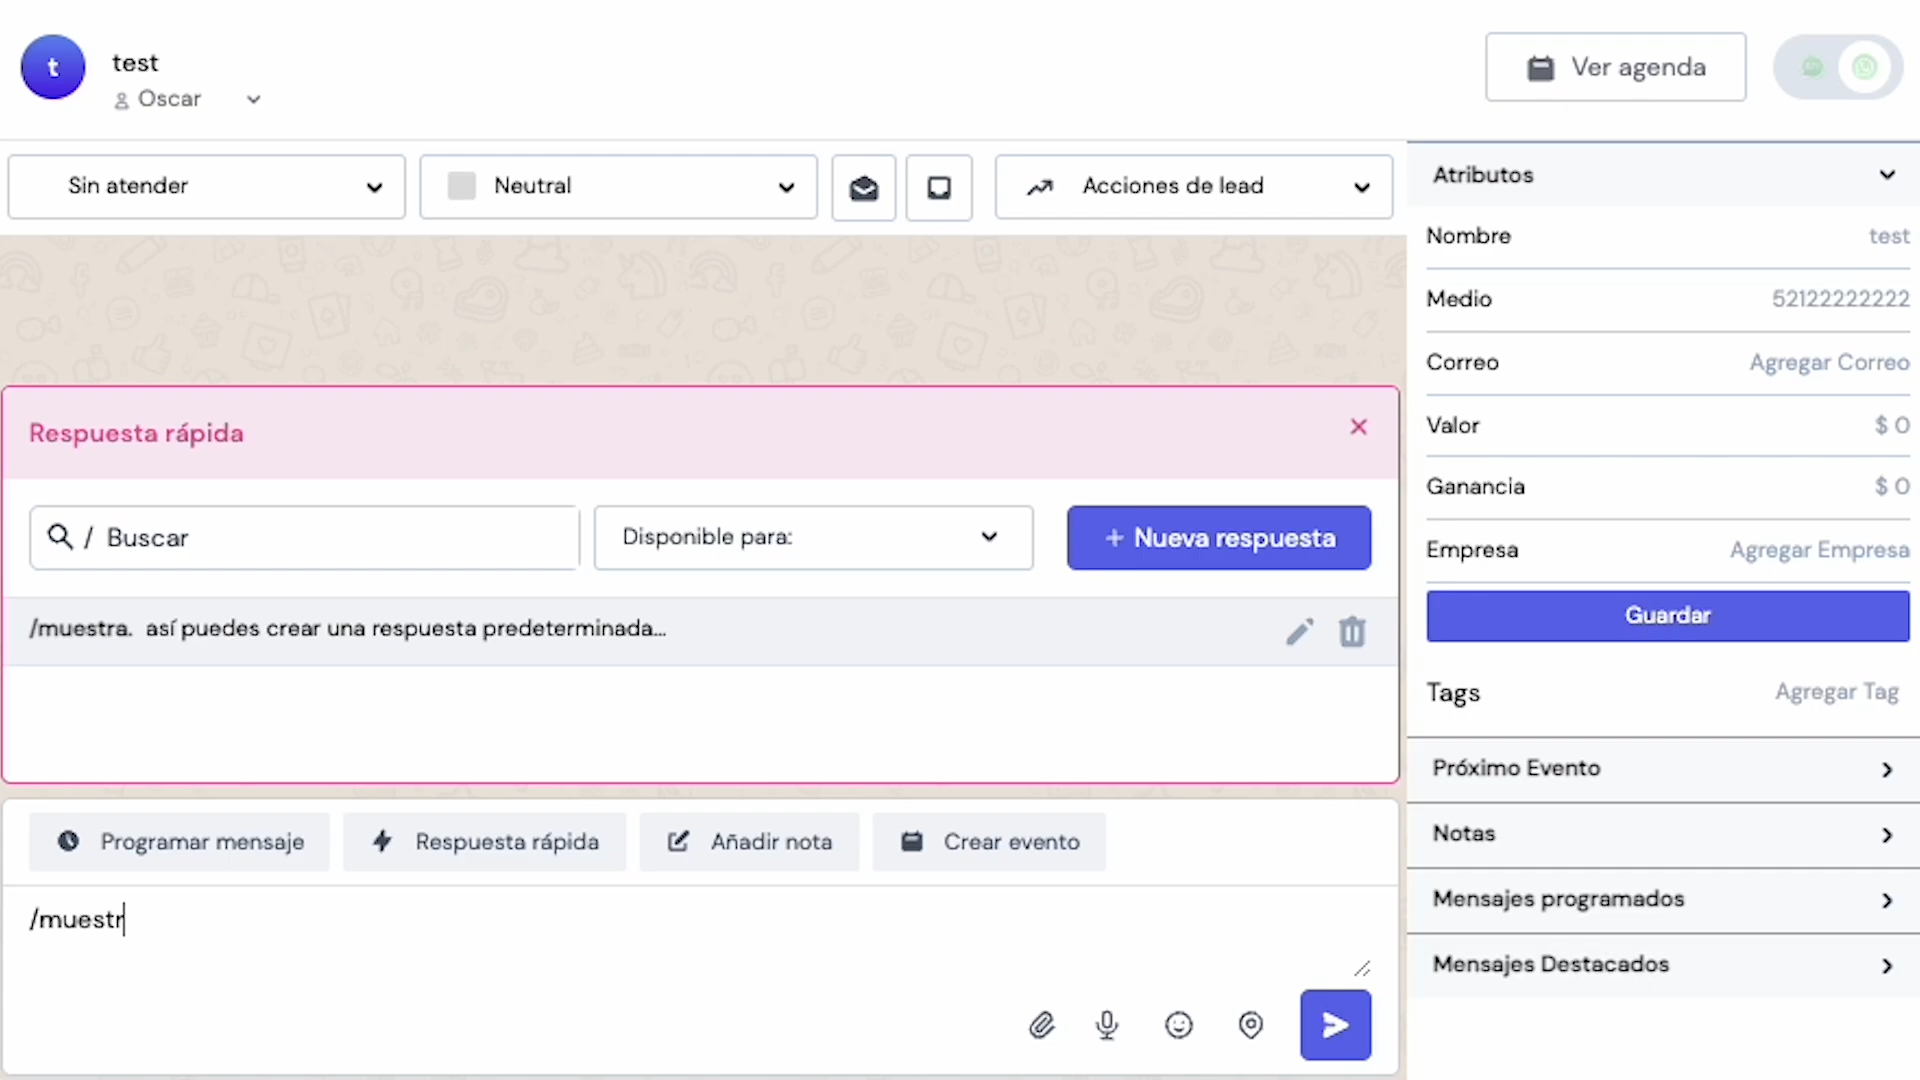 t
test
Oscar
Ver agenda
Sin atender
Neutral
Acciones de lead
Respuesta rápida
/ Buscar
Disponible para:
+ Nueva respuesta
/muestra. así puedes crear una respuesta predeterminada...
Programar mensaje
Respuesta rápida
Añadir nota
Crear evento
/muestr
Atributos
Nombre test
Medio 52122222222
Correo Agregar Correo
Valor $ 0
Ganancia $ 0
Empresa Agregar Empresa
Guardar
Tags Agregar Tag
Próximo Evento
Notas
Mensajes programados
Mensajes Destacados